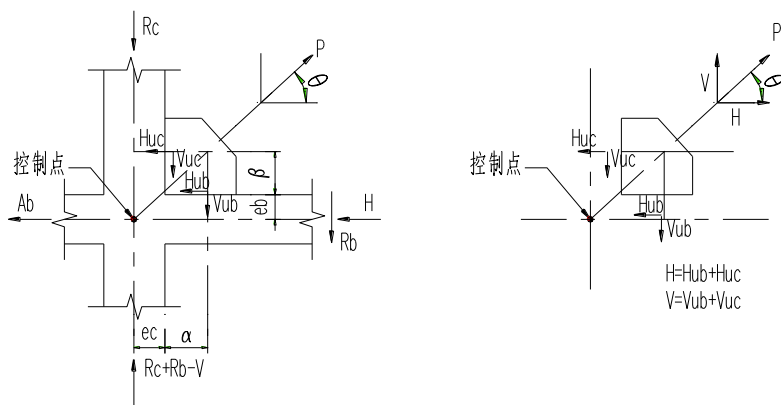 Rc
P
θ
Huc
Vuc
β
控制点
Hub
Ab
Vub
eb
H
Rb
ec
α
Rc+Rb-V
P
V
θ
H
Huc
Vuc
控制点
Hub
Vub
H=Hub+Huc
V=Vub+Vuc